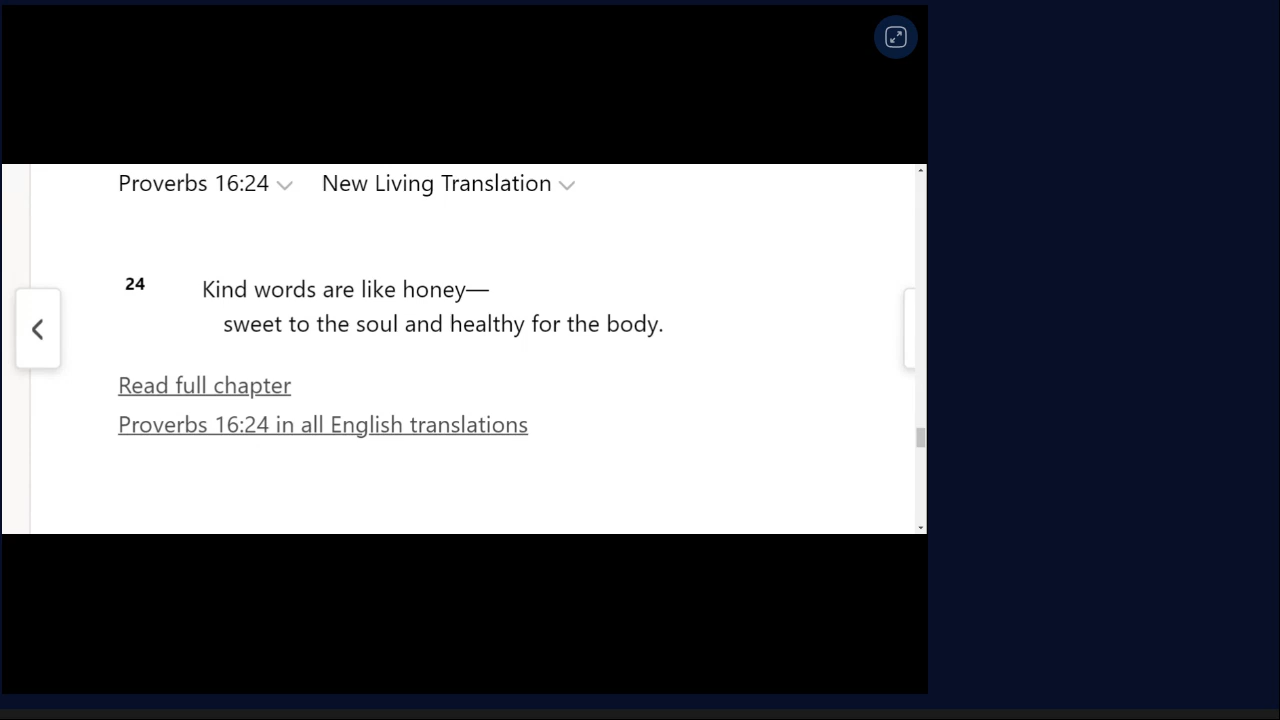 Proverbs 16:24 New Living Translation
24 Kind words are like honey—
sweet to the soul and healthy for the body.
Read full chapter
Proverbs 16:24 in all English translations